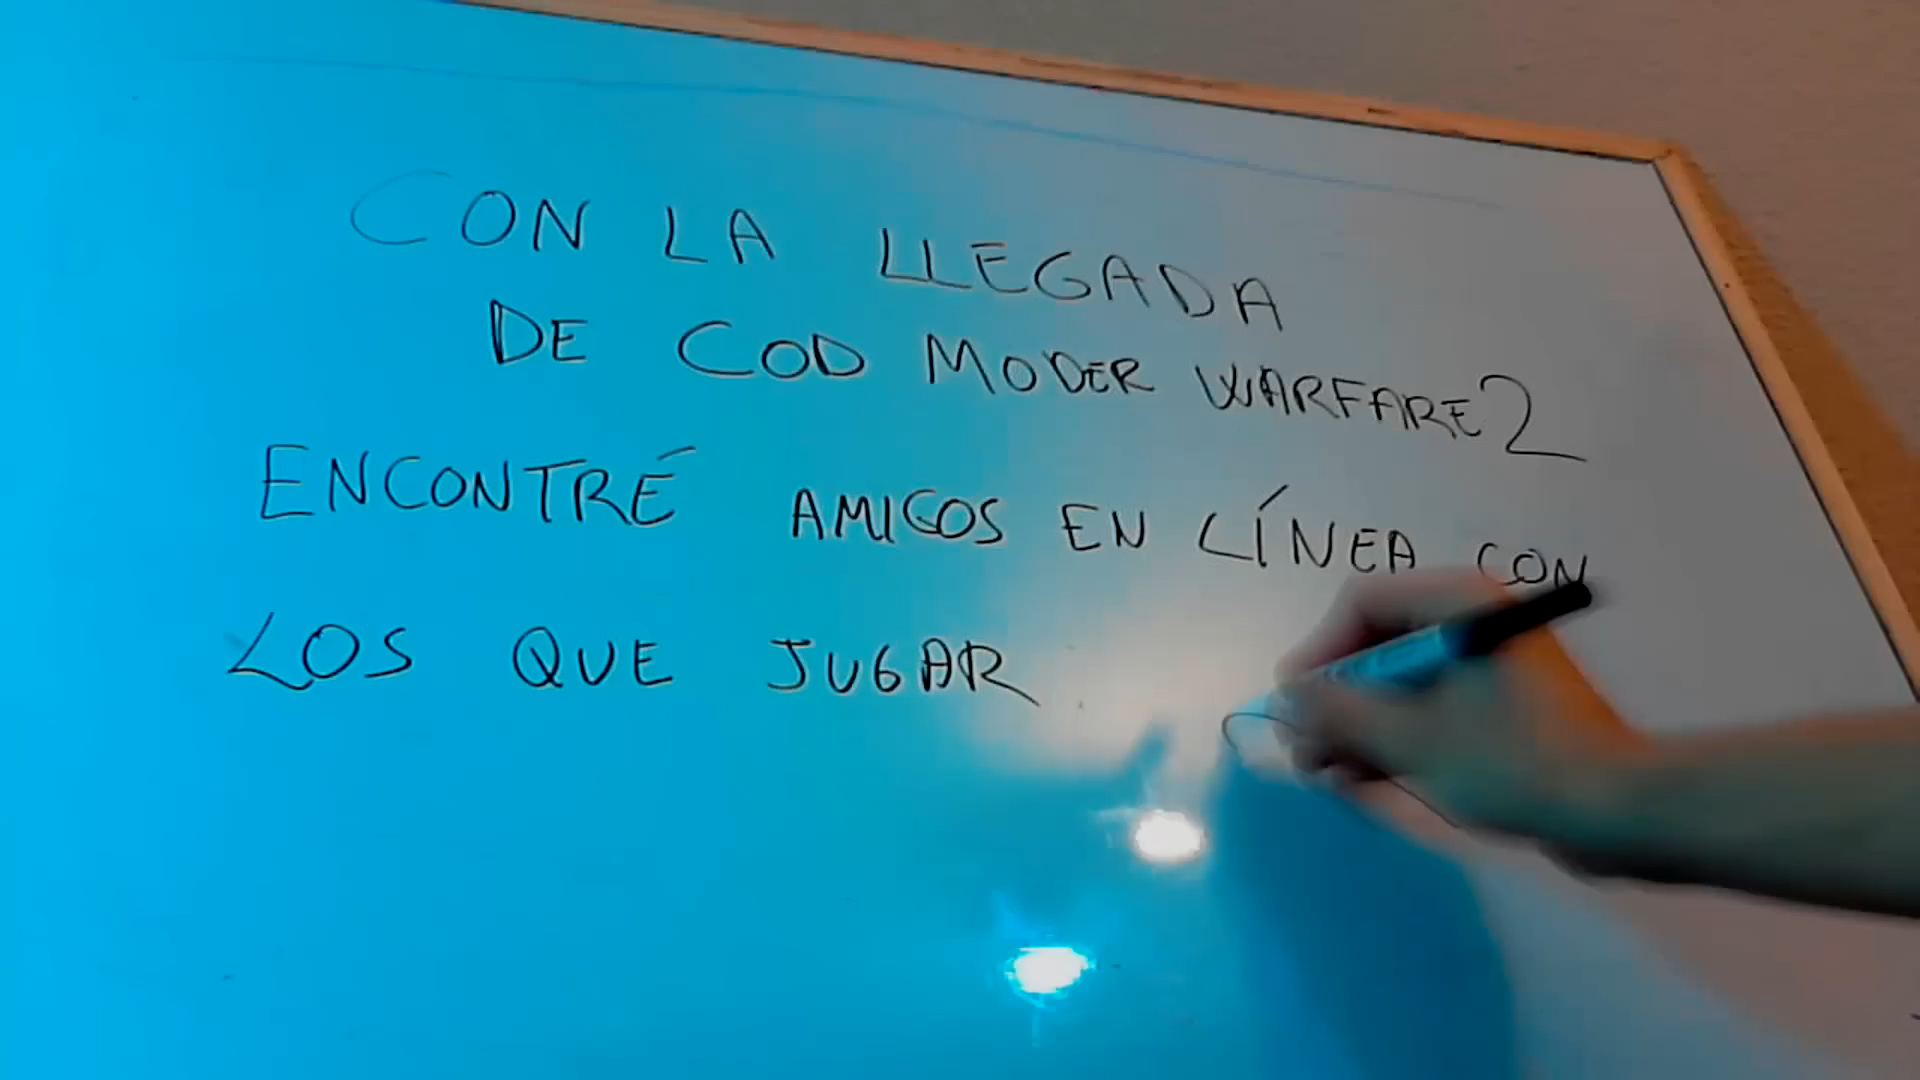 CON LA LLEGADA
DE COD MODER WARFARE 2
ENCONTRÉ AMIGOS EN LÍNEA CON
LOS QUE JUGAR